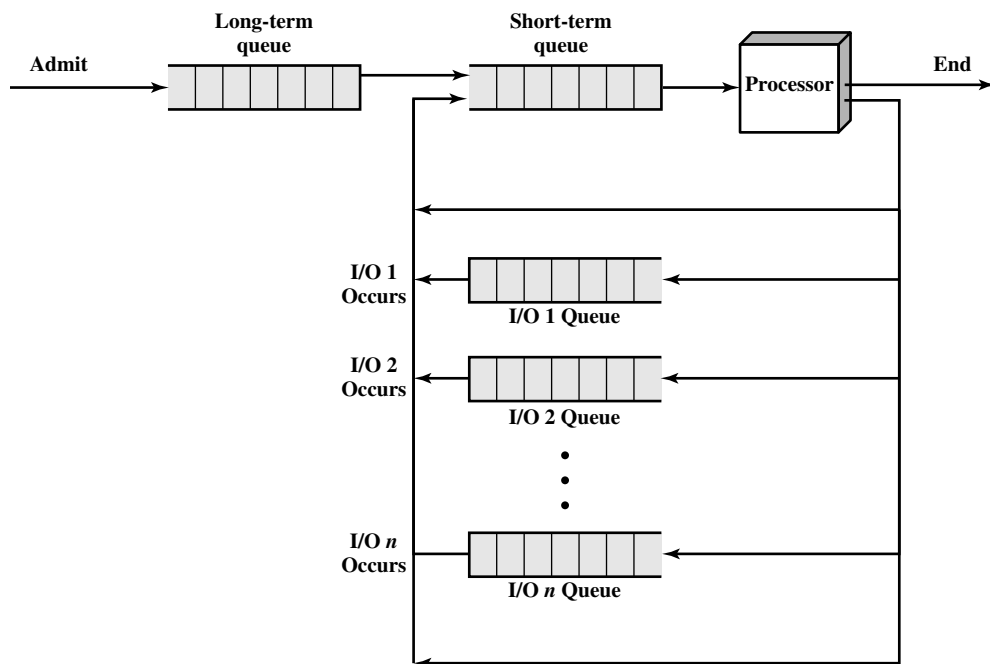 Long-term
queue
Short-term
queue
Admit
Processor
End
I/O 1
Occurs
I/O 1 Queue
I/O 2
Occurs
I/O 2 Queue
I/O n
Occurs
I/O n Queue